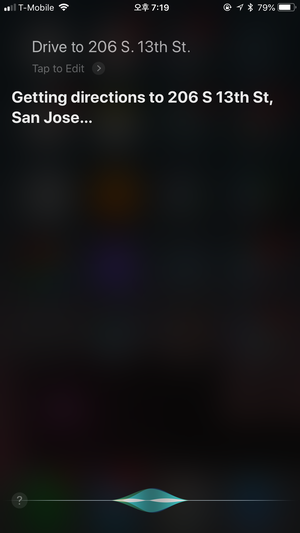 T-Mobile 오후 7:19 79%
Drive to 206 S. 13th St.
Tap to Edit
Getting directions to 206 S 13th St,
San Jose...
?